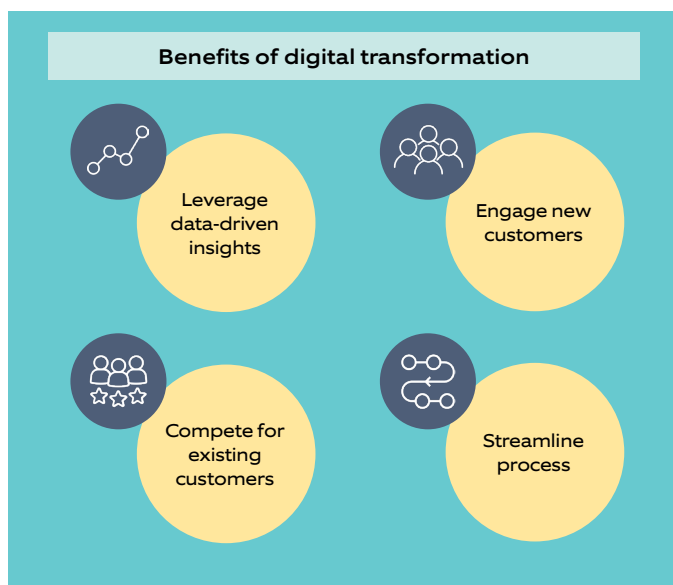 Benefits of digital transformation
Leverage
data-driven
insights
Engage new
customers
Compete for
existing
customers
Streamline
process